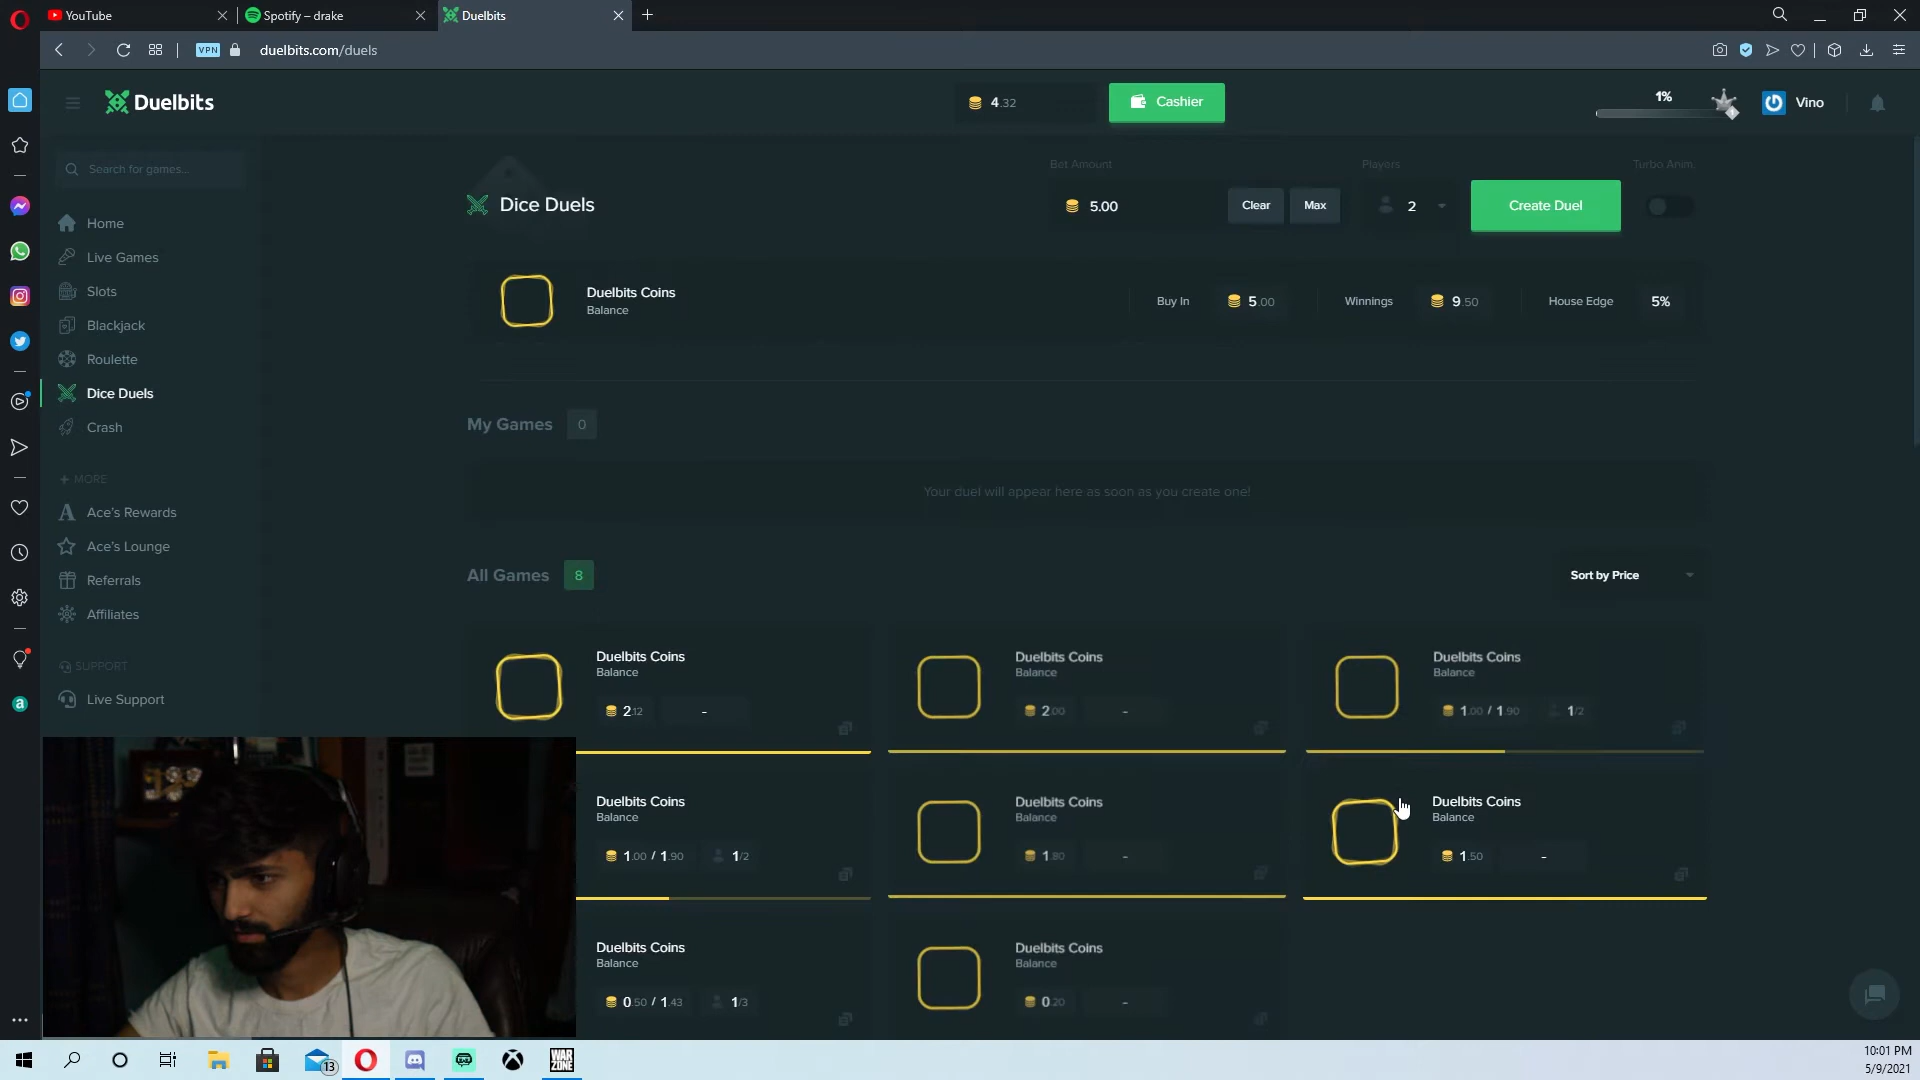 YouTube
Spotify – drake
Duelbits
VPN
duelbits.com/duels
Duelbits
4.32
Cashier
1%
Vino
Search for games...
Home
Live Games
Slots
Blackjack
Roulette
Dice Duels
Crash
+ MORE
Ace's Rewards
Ace's Lounge
Referrals
Affiliates
SUPPORT
Live Support
Dice Duels
Bet Amount
5.00
Clear
Max
Players
2
Create Duel
Turbo Anim.
Duelbits Coins
Balance
Buy In
5.00
Winnings
9.50
House Edge
5%
My Games
0
Your duel will appear here as soon as you create one!
All Games
8
Sort by Price
Duelbits Coins
Balance
2.12
-
Duelbits Coins
Balance
2.00
-
Duelbits Coins
Balance
1.00 / 1.90
1/2
Duelbits Coins
Balance
1.00 / 1.90
1/2
Duelbits Coins
Balance
1.80
-
Duelbits Coins
Balance
1.50
-
Duelbits Coins
Balance
0.50 / 1.43
1/3
Duelbits Coins
Balance
0.20
-
13
WAR
ZONE
10:01 PM
5/9/2021